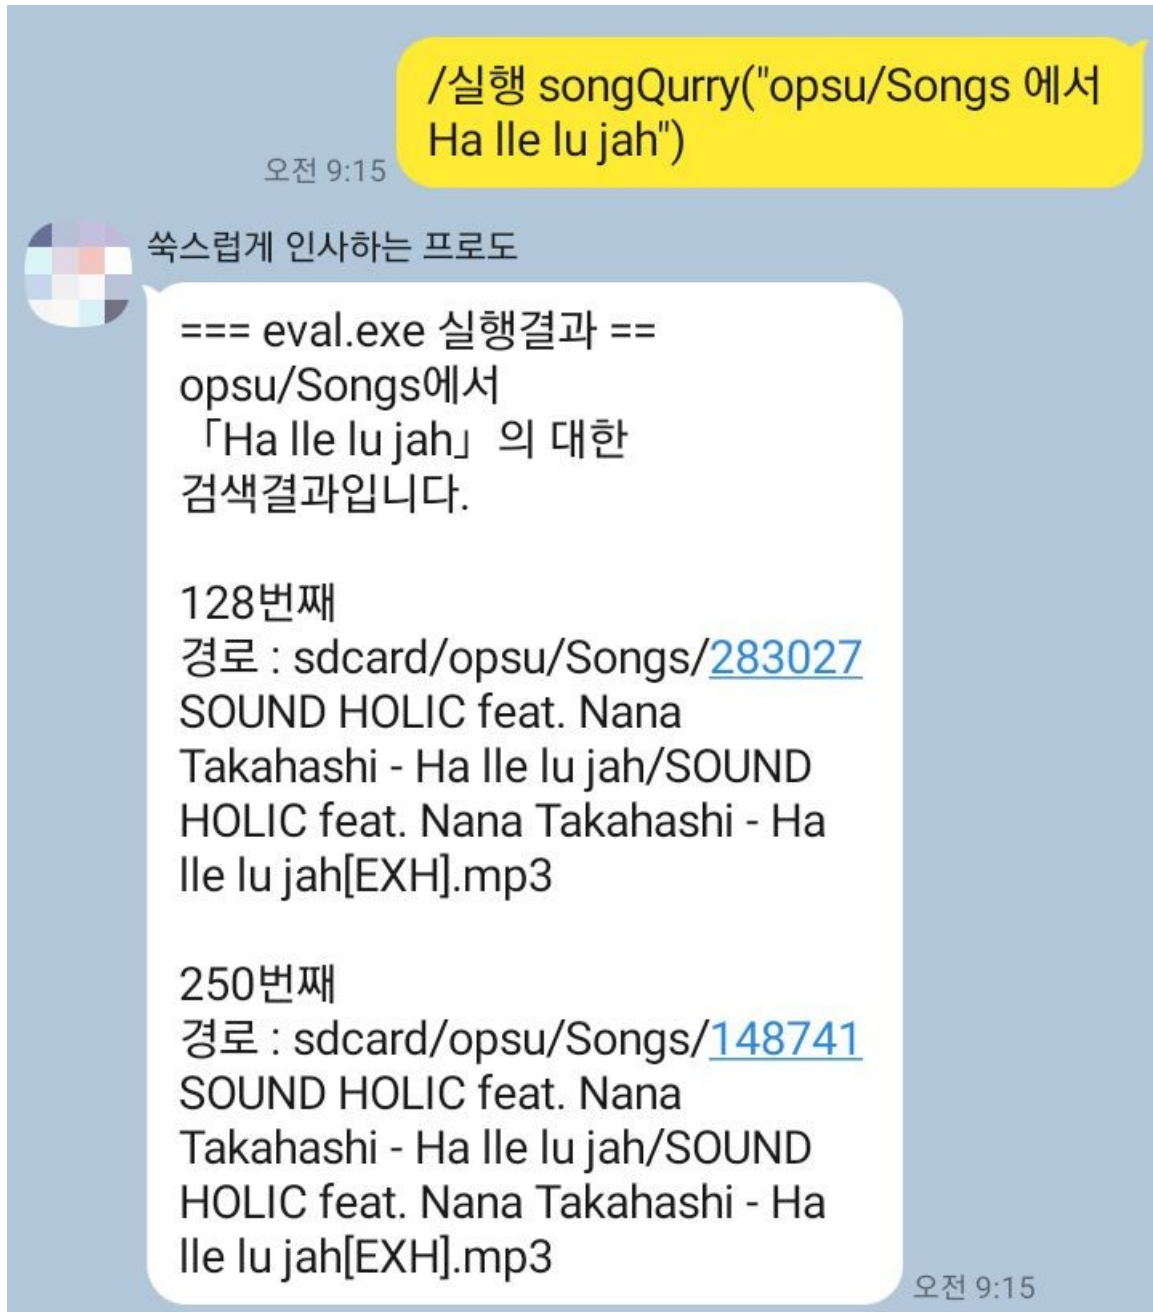 /실행 songQurry("opsu/Songs 에서
Ha lle lu jah")
오전 9:15
쑥스럽게 인사하는 프로도
=== eval.exe 실행결과 ==
opsu/Songs에서
「Ha lle lu jah」의 대한
검색결과입니다.
128번째
경로 : sdcard/opsu/Songs/283027
SOUND HOLIC feat. Nana
Takahashi - Ha lle lu jah/SOUND
HOLIC feat. Nana Takahashi - Ha
lle lu jah[EXH].mp3
250번째
경로 : sdcard/opsu/Songs/148741
SOUND HOLIC feat. Nana
Takahashi - Ha lle lu jah/SOUND
HOLIC feat. Nana Takahashi - Ha
lle lu jah[EXH].mp3
오전 9:15